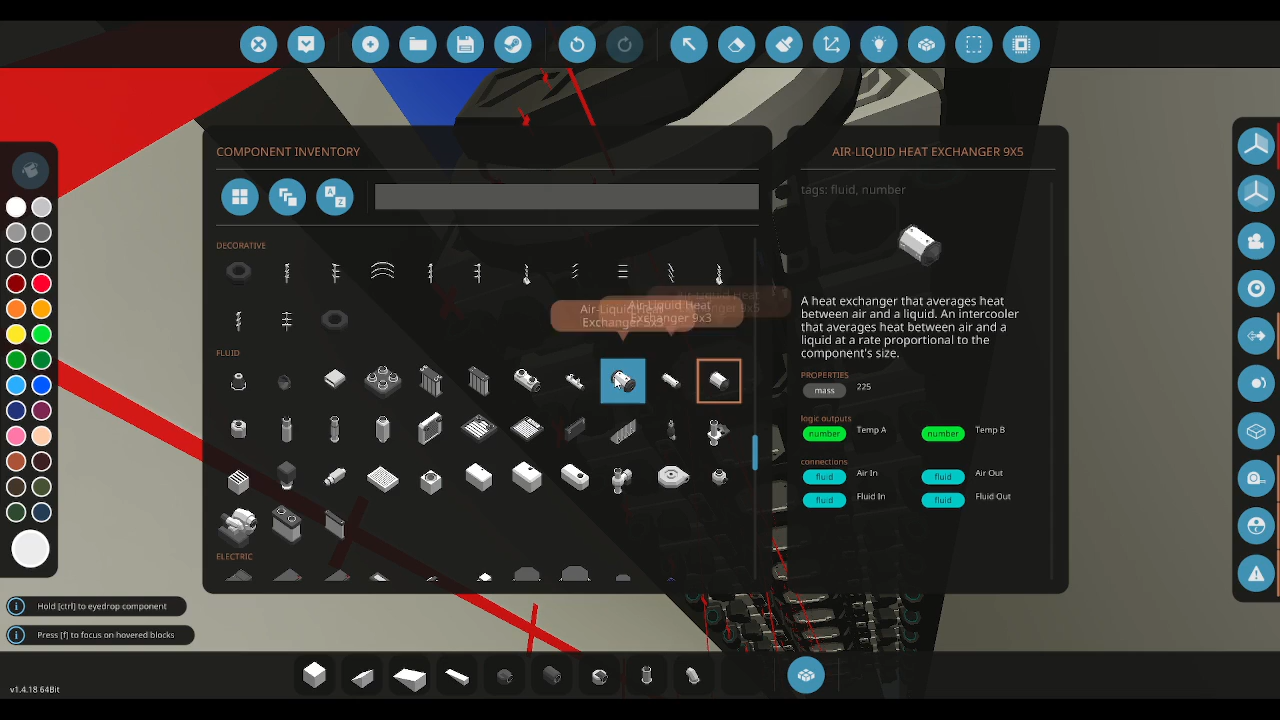 COMPONENT INVENTORY
DECORATIVE
Air-Liquid Heat
Exchanger 9x3
FLUID
ELECTRIC
AIR-LIQUID HEAT EXCHANGER 9X5
tags: fluid, number
A heat exchanger that averages heat
between air and a liquid. An intercooler
that averages heat between air and a
liquid at a rate proportional to the
component's size.
PROPERTIES
mass 225
logic outputs
number Temp A number Temp B
connections
fluid Air In fluid Air Out
fluid Fluid In fluid Fluid Out
Hold [ctrl] to eyedrop component
Press [f] to focus on hovered blocks
v1.4.18 64Bit